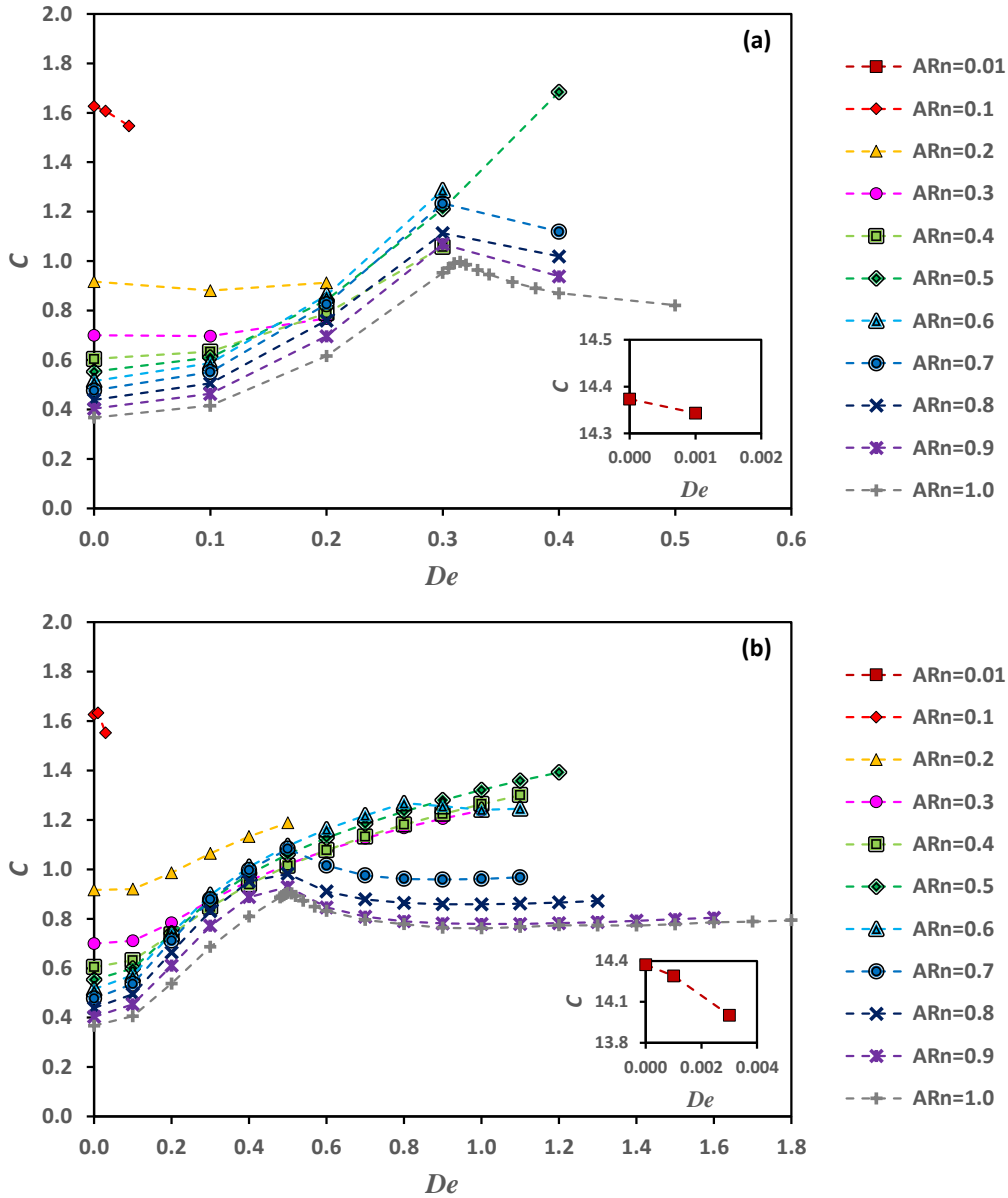 2.0
(a)
1.8
1.6
1.4
1.2
1.0
0.8
0.6
0.4
0.2
0.0
C
0.0 0.1 0.2 0.3 0.4 0.5 0.6
De
14.5
14.4
14.3
C
0.000 0.001 0.002
De
ARn=0.01
ARn=0.1
ARn=0.2
ARn=0.3
ARn=0.4
ARn=0.5
ARn=0.6
ARn=0.7
ARn=0.8
ARn=0.9
ARn=1.0
2.0
(b)
1.8
1.6
1.4
1.2
1.0
0.8
0.6
0.4
0.2
0.0
C
0.0 0.2 0.4 0.6 0.8 1.0 1.2 1.4 1.6 1.8
De
14.4
14.1
13.8
C
0.000 0.002 0.004
De
ARn=0.01
ARn=0.1
ARn=0.2
ARn=0.3
ARn=0.4
ARn=0.5
ARn=0.6
ARn=0.7
ARn=0.8
ARn=0.9
ARn=1.0